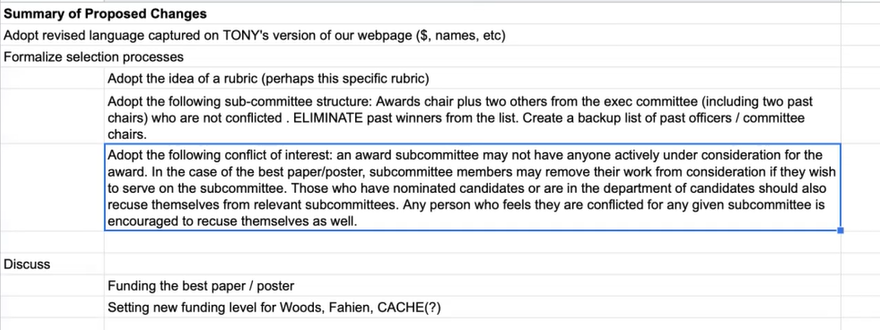 Summary of Proposed Changes
Adopt revised language captured on TONY's version of our webpage ($, names, etc)
Formalize selection processes
Adopt the idea of a rubric (perhaps this specific rubric)
Adopt the following sub-committee structure: Awards chair plus two others from the exec committee (including two past
chairs) who are not conflicted . ELIMINATE past winners from the list. Create a backup list of past officers / committee
chairs.
Adopt the following conflict of interest: an award subcommittee may not have anyone actively under consideration for the
award. In the case of the best paper/poster, subcommittee members may remove their work from consideration if they wish
to serve on the subcommittee. Those who have nominated candidates or are in the department of candidates should also
recuse themselves from relevant subcommittees. Any person who feels they are conflicted for any given subcommittee is
encouraged to recuse themselves as well.
Discuss
Funding the best paper / poster
Setting new funding level for Woods, Fahien, CACHE(?)